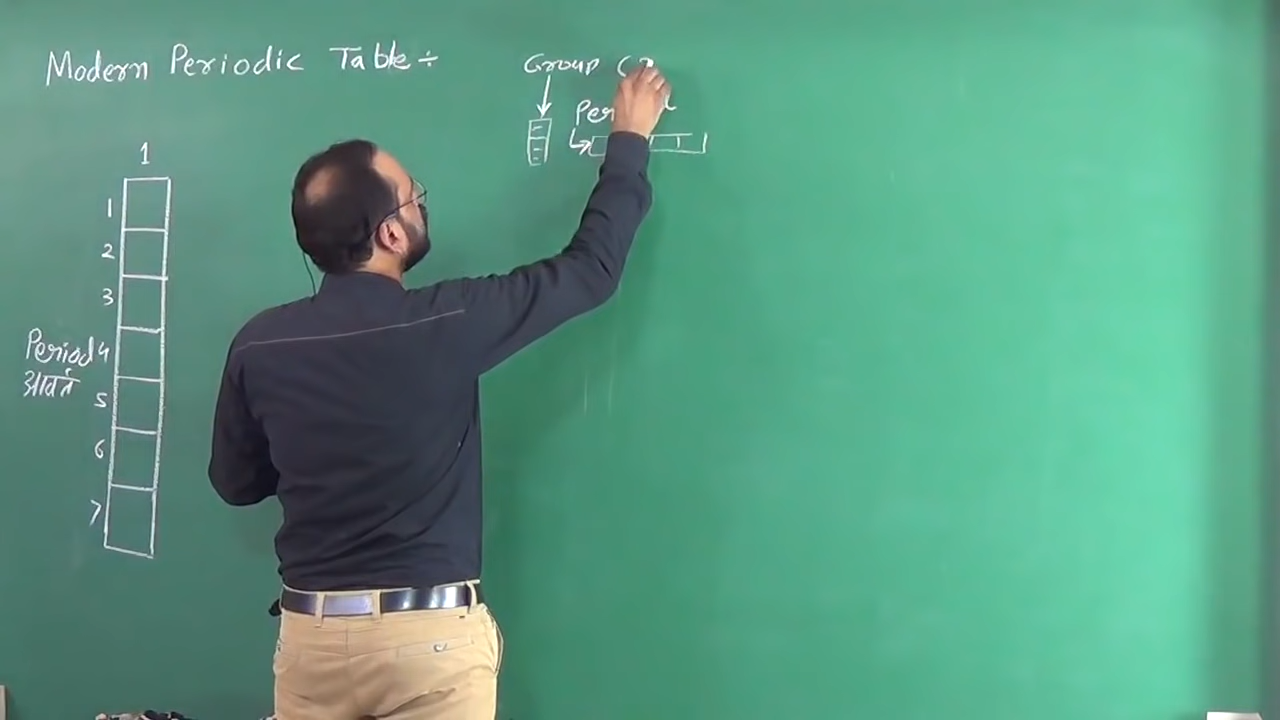 Modern Periodic Table ÷
Group (
1
1
2
3
Period 4
आवर्त
5
6
7